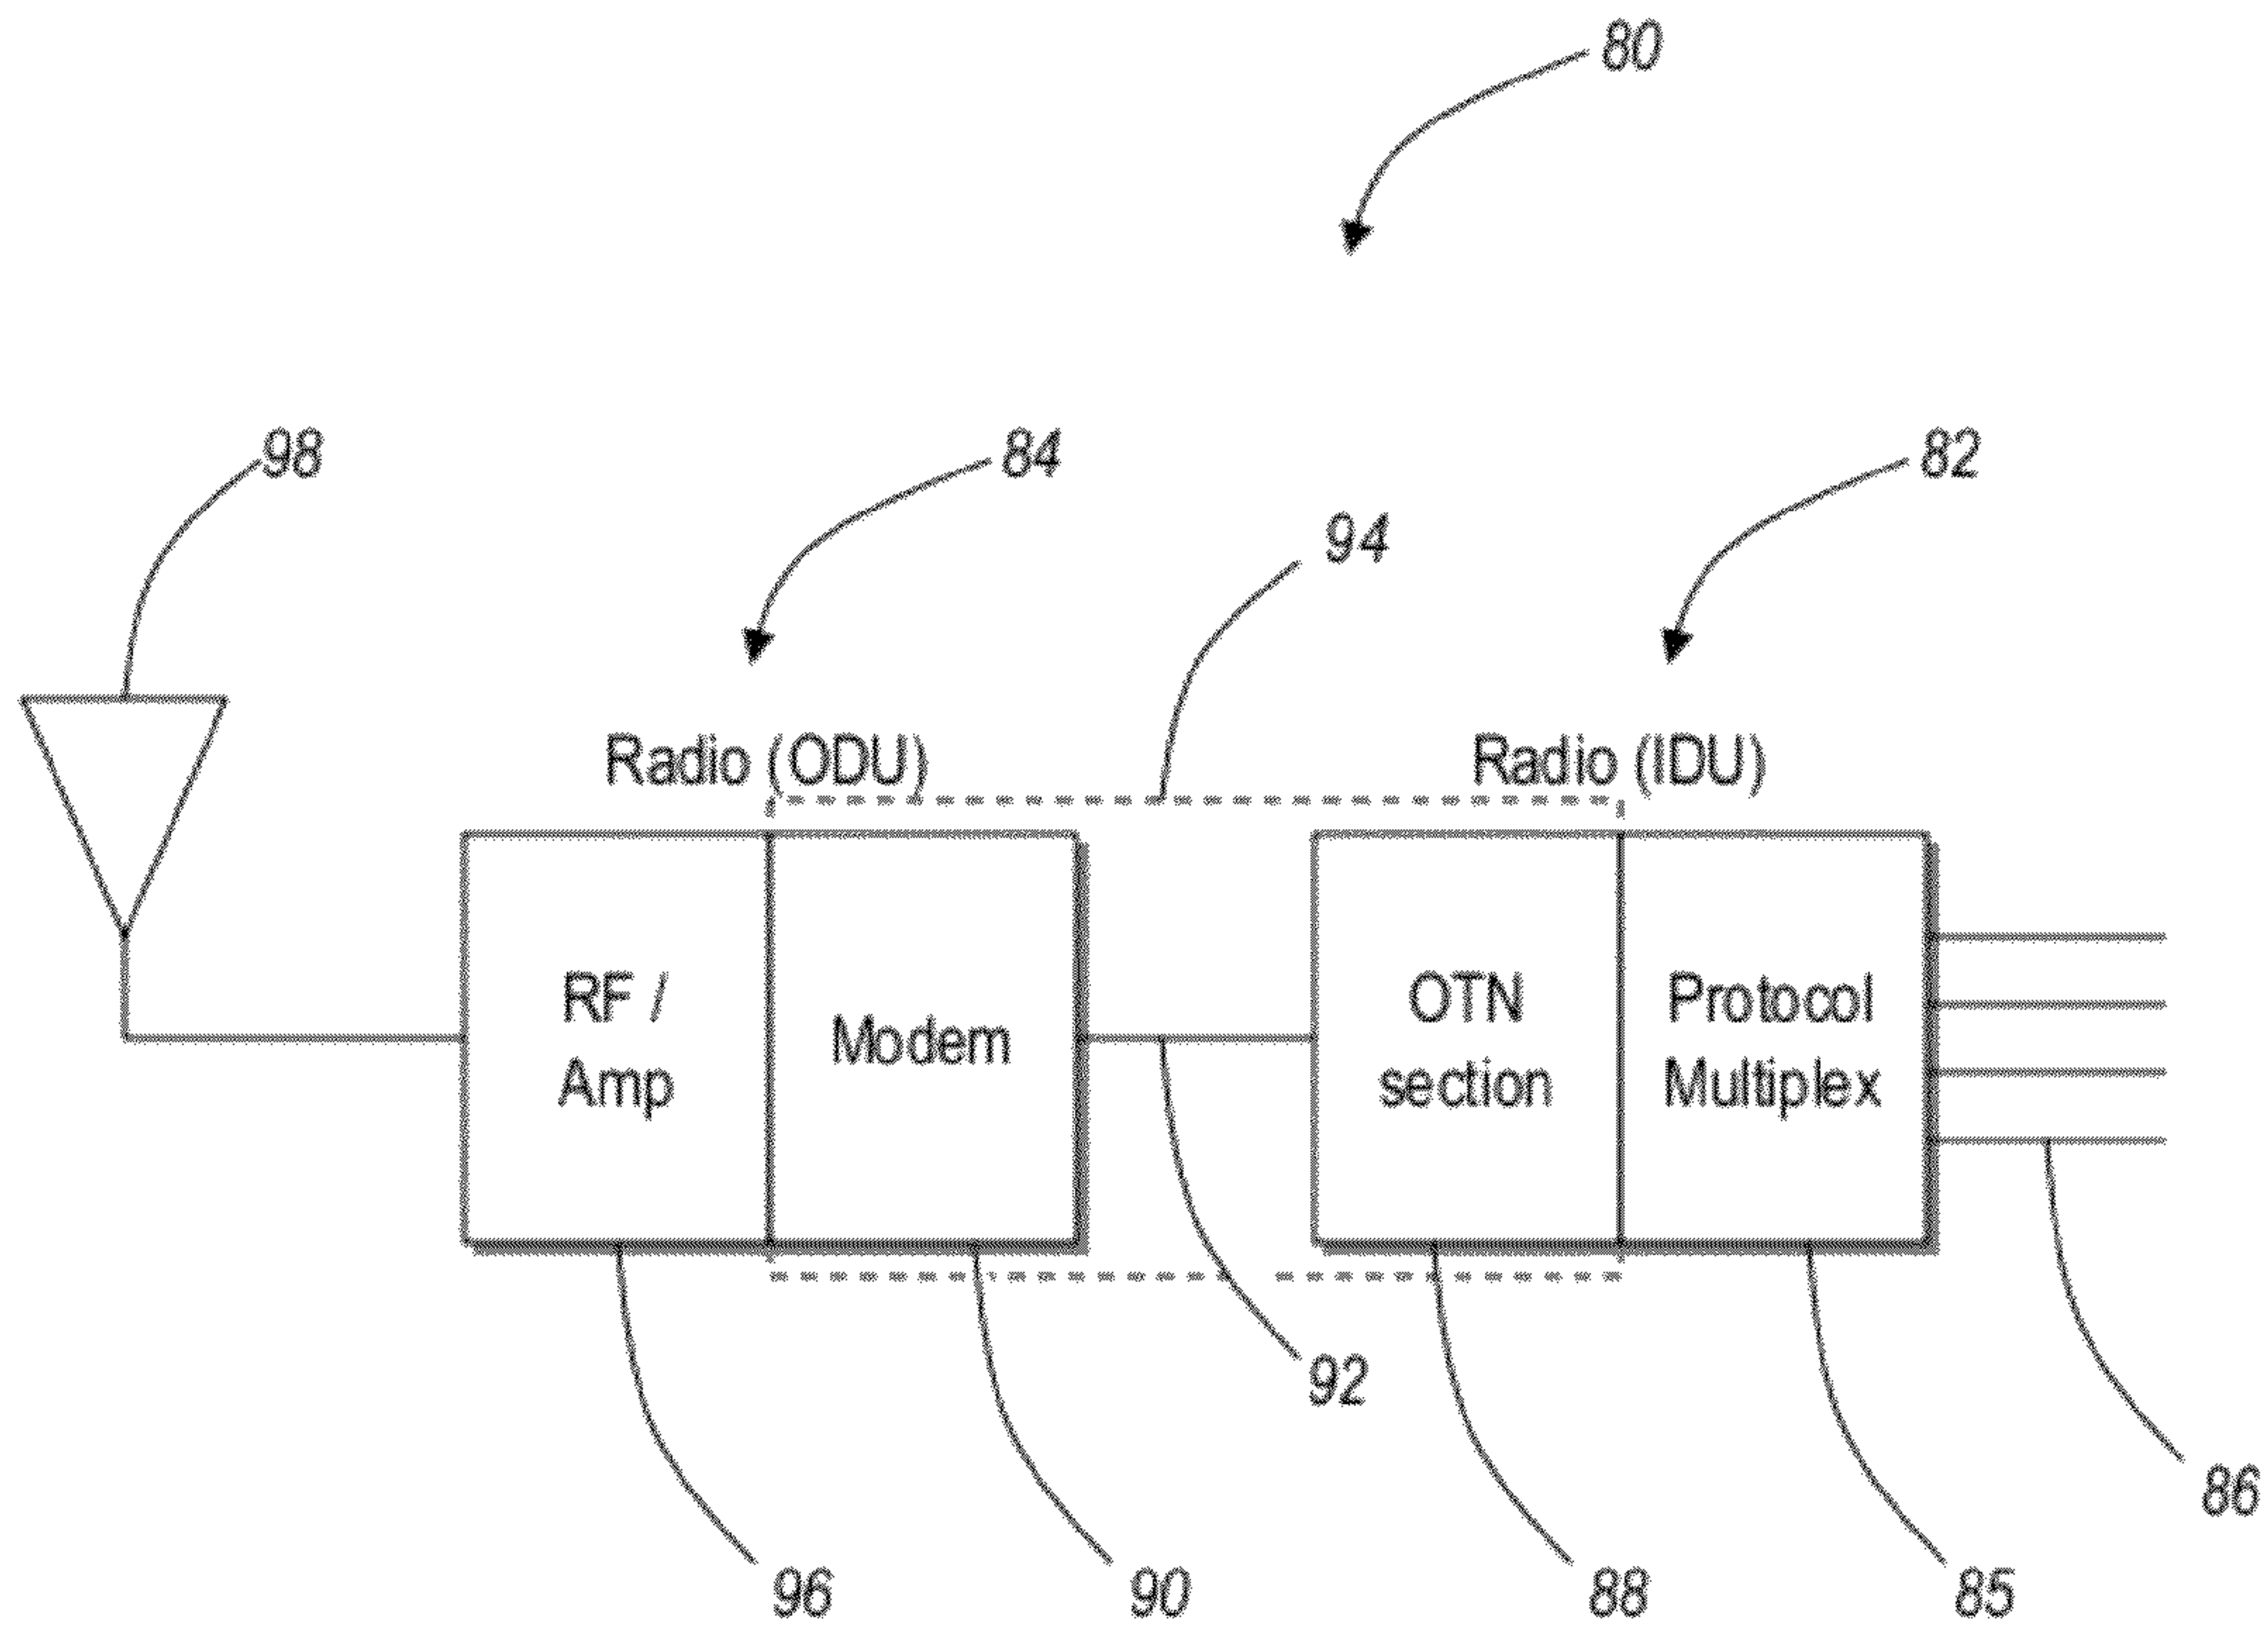 80
98
84
82
94
Radio (ODU)
Radio (IDU)
RF /
Amp
Modem
OTN
section
Protocol
Multiplex
92
86
96
90
88
85